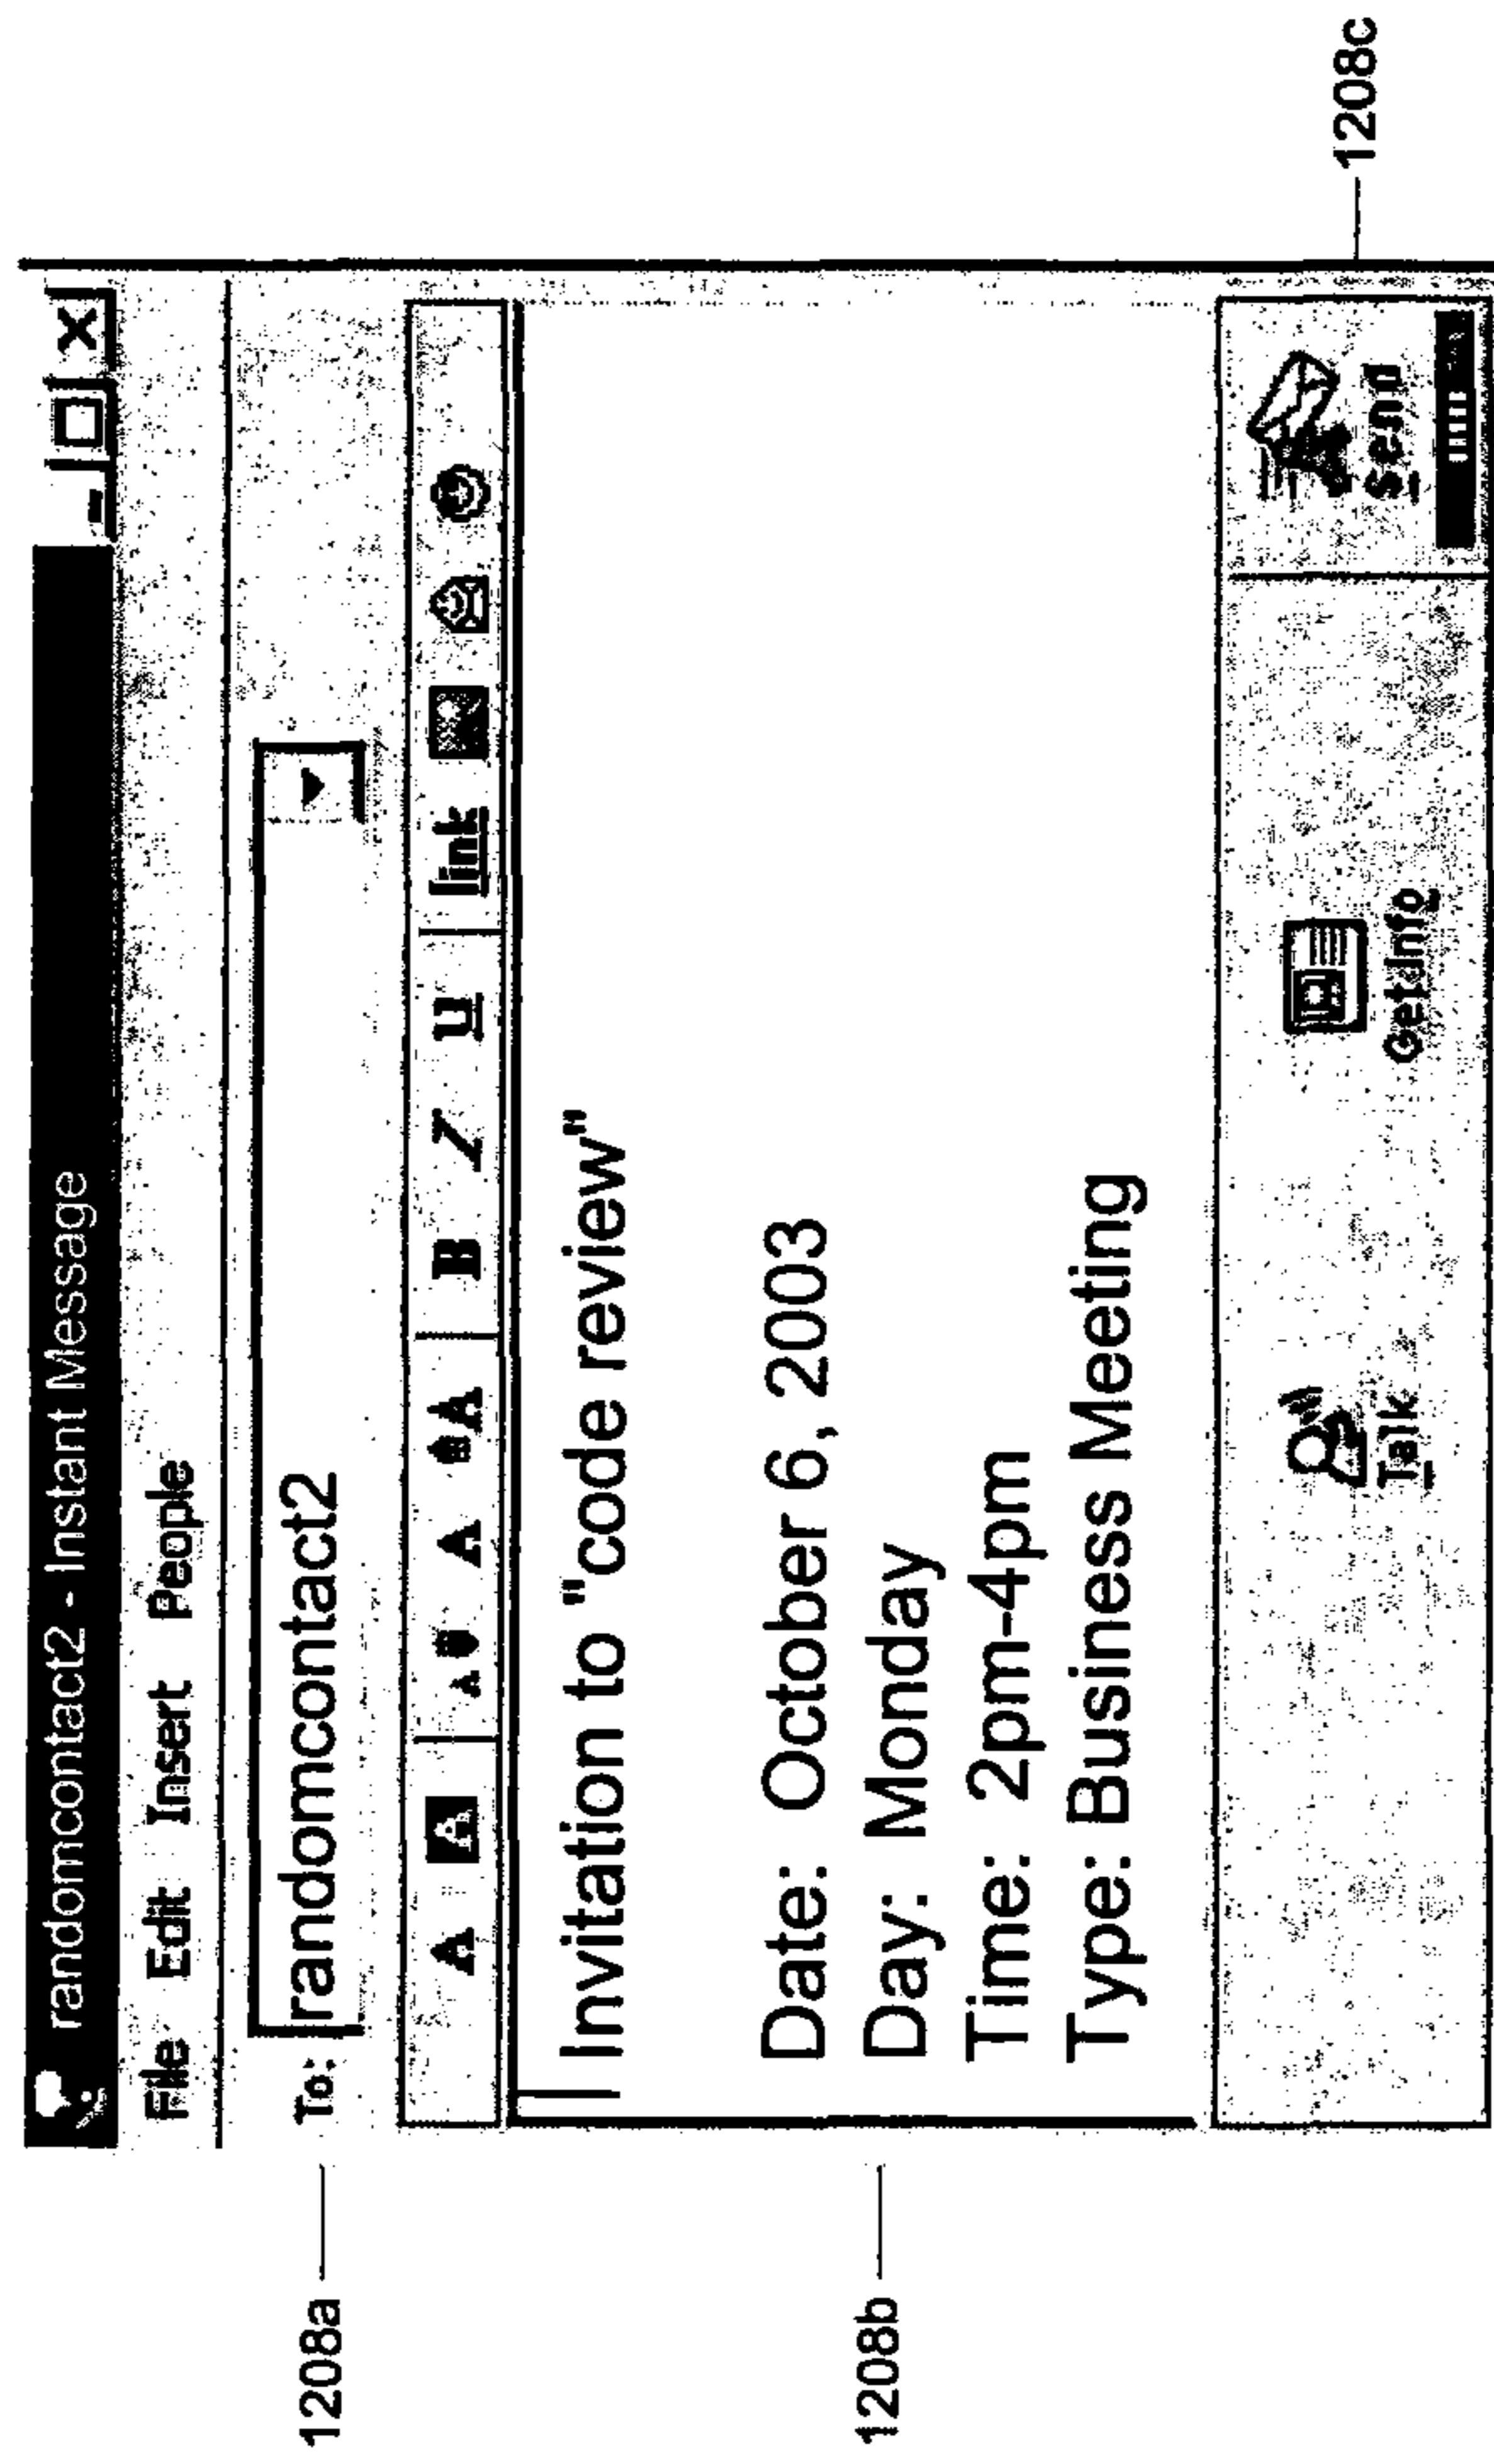 randomcontact2 - Instant Message
File Edit Insert People
To: randomcontact2
1208a
A A A A A B I U link
Invitation to "code review"
Date: October 6, 2003
Day: Monday
Time: 2pm-4pm
Type: Business Meeting
1208b
Talk Get Info Send
1208c